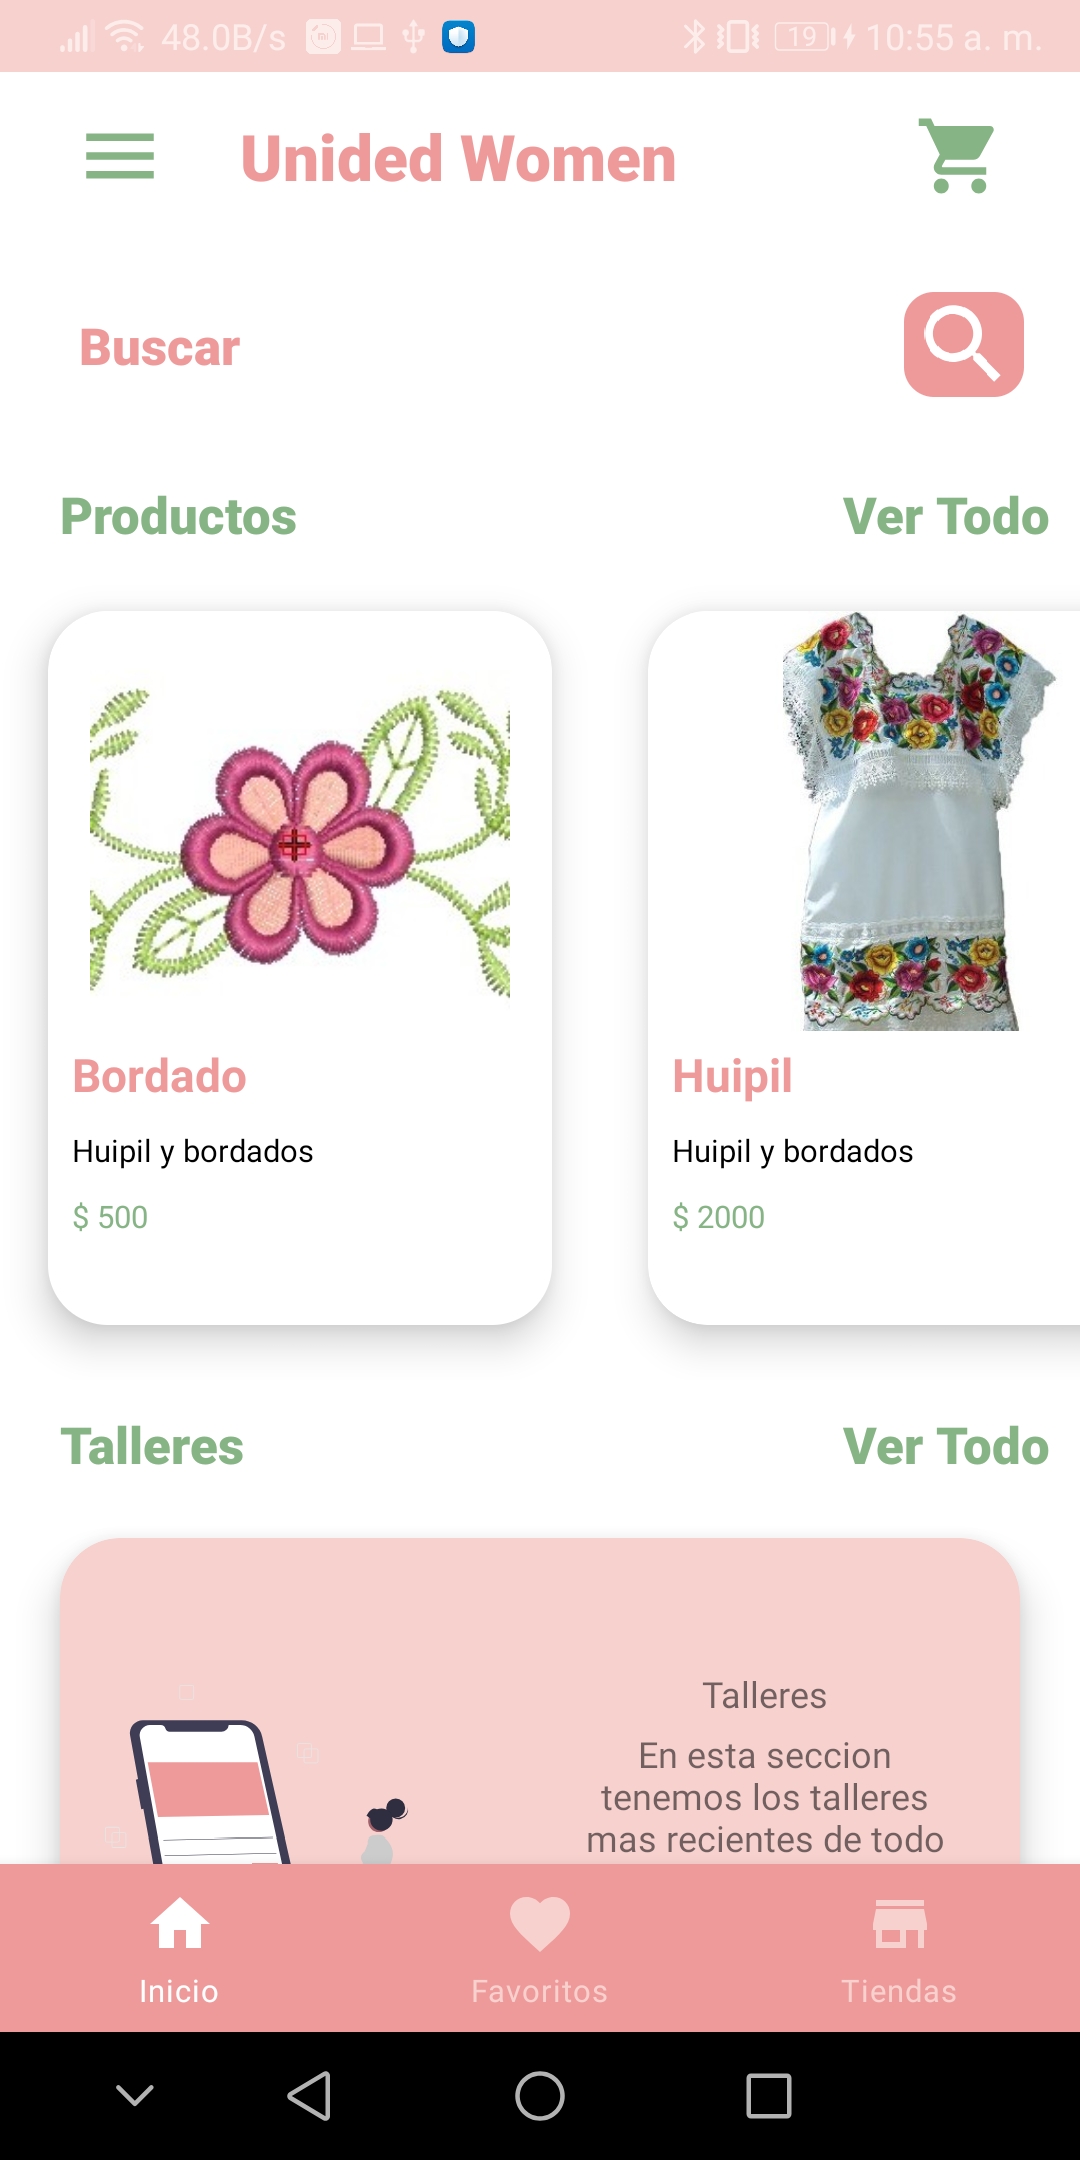 48.0B/s 19 10:55 a. m.
Unided Women
Buscar
Productos Ver Todo
Bordado
Huipil y bordados
$ 500
Huipil
Huipil y bordados
$ 2000
Talleres Ver Todo
Talleres
En esta seccion
tenemos los talleres
mas recientes de todo
Inicio Favoritos Tiendas